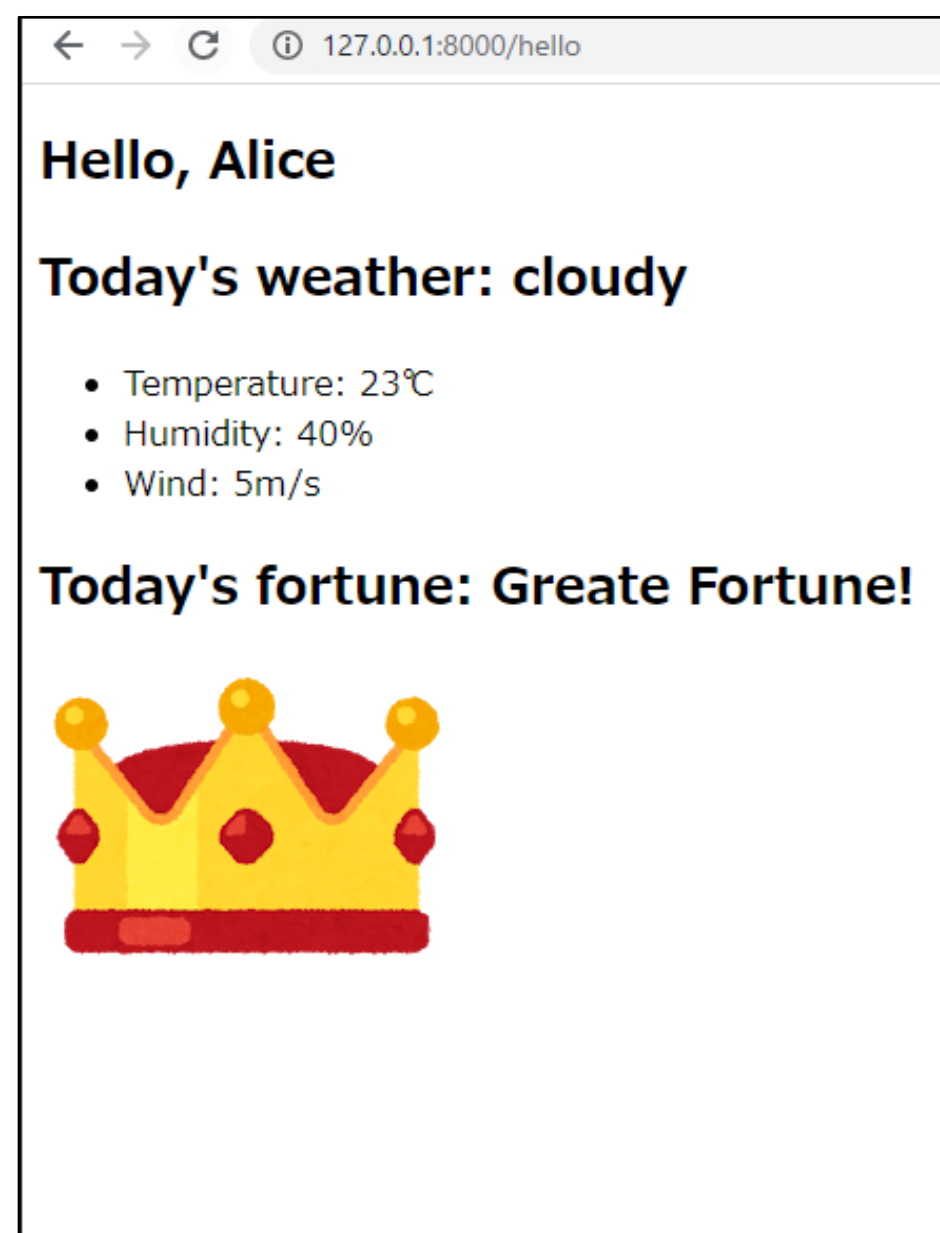 127.0.0.1:8000/hello
Hello, Alice
Today's weather: cloudy
Temperature: 23℃
Humidity: 40%
Wind: 5m/s
Today's fortune: Greate Fortune!